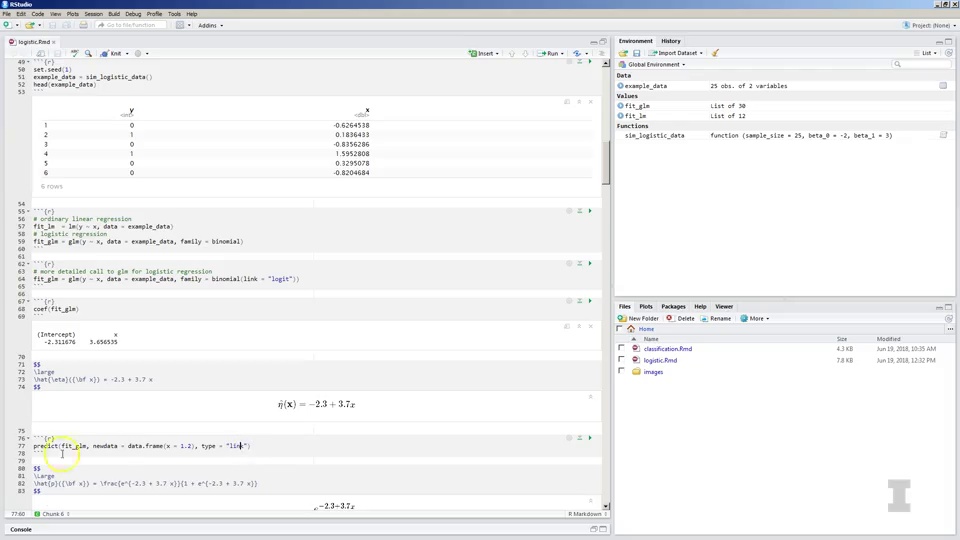 RStudio
File Edit Code View Plots Session Build Debug Profile Tools Help
Go to file/function
Addins
Project: (None)
logistic.Rmd
Knit
Insert
Run
49 ```{r}
50 set.seed(1)
51 example_data = sim_logistic_data()
52 head(example_data)
53 ```
y x
<int> <dbl>
1 0 -0.6264538
2 1 0.1836433
3 0 -0.8356286
4 1 1.5952808
5 0 0.3295078
6 0 -0.8204684
6 rows
54
55 ```{r}
56 # ordinary linear regression
57 fit_lm = lm(y ~ x, data = example_data)
58 # logistic regression
59 fit_glm = glm(y ~ x, data = example_data, family = binomial)
60 ```
61
62 ```{r}
63 # more detailed call to glm for logistic regression
64 fit_glm = glm(y ~ x, data = example_data, family = binomial(link = "logit"))
65 ```
66
67 ```{r}
68 coef(fit_glm)
69 ```
(Intercept) x
-2.311676 3.656535
70
71 $$
72 \large
73 \hat{\eta}({\bf x}) = -2.3 + 3.7 x
74 $$
η̂(x) = −2.3 + 3.7x
75
76 ```{r}
77 predict(fit_glm, newdata = data.frame(x = 1.2), type = "link")
78 ```
79
80 $$
81 \Large
82 \hat{p}({\bf x}) = \frac{e^{-2.3 + 3.7 x}}{1 + e^{-2.3 + 3.7 x}}
83 $$
e−2.3+3.7x
77:60 Chunk 6 R Markdown
Console
Environment History
Import Dataset List
Global Environment
Data
example_data 25 obs. of 2 variables
Values
fit_glm List of 30
fit_lm List of 12
Functions
sim_logistic_data function (sample_size = 25, beta_0 = -2, beta_1 = 3)
Files Plots Packages Help Viewer
New Folder Delete Rename More
Home
Name Size Modified
classification.Rmd 4.3 KB Jun 19, 2018, 10:35 AM
logistic.Rmd 7.8 KB Jun 19, 2018, 12:32 PM
images
I